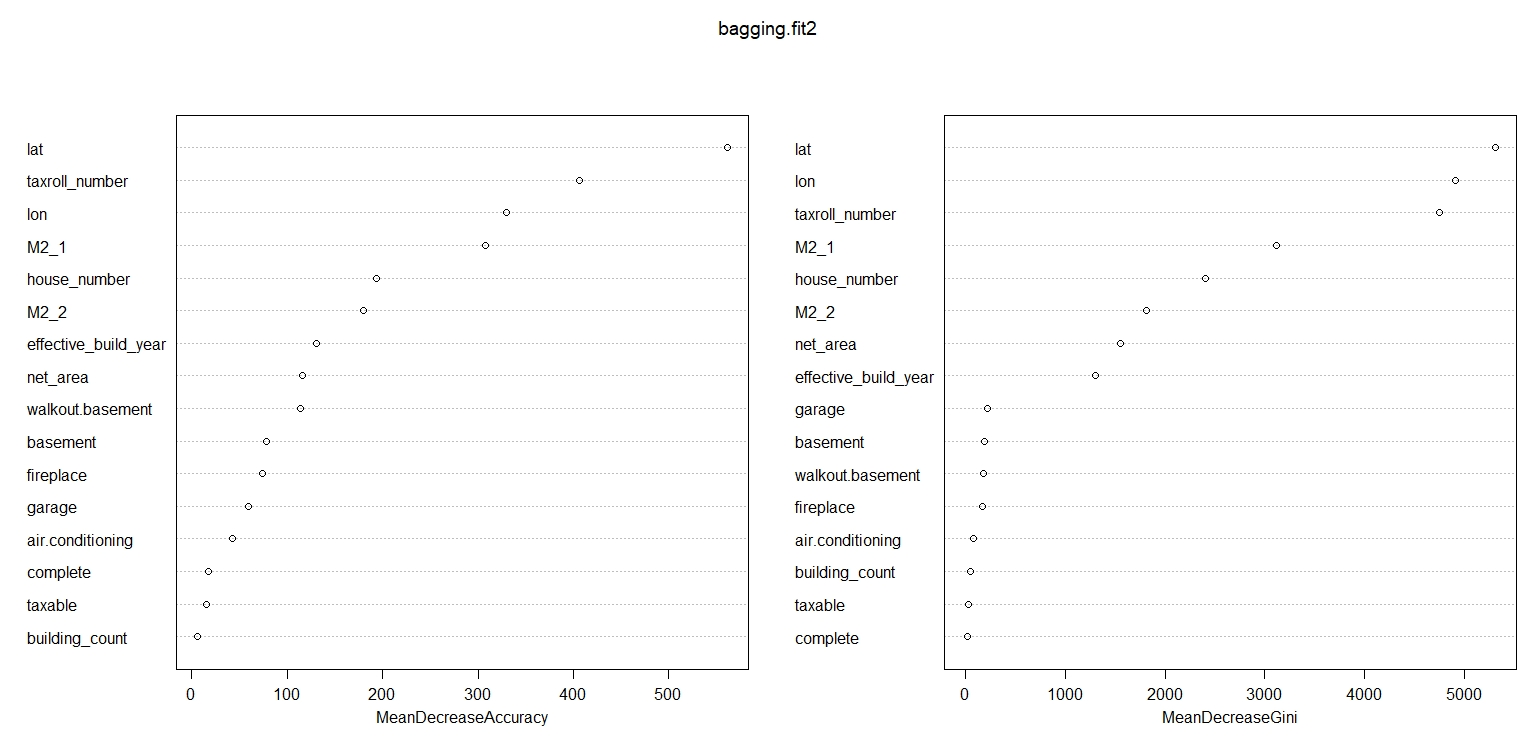 bagging.fit2
lat
taxroll_number
lon
M2_1
house_number
M2_2
effective_build_year
net_area
walkout.basement
basement
fireplace
garage
air.conditioning
complete
taxable
building_count
0 100 200 300 400 500
MeanDecreaseAccuracy
lat
lon
taxroll_number
M2_1
house_number
M2_2
net_area
effective_build_year
garage
basement
walkout.basement
fireplace
air.conditioning
building_count
taxable
complete
0 1000 2000 3000 4000 5000
MeanDecreaseGini